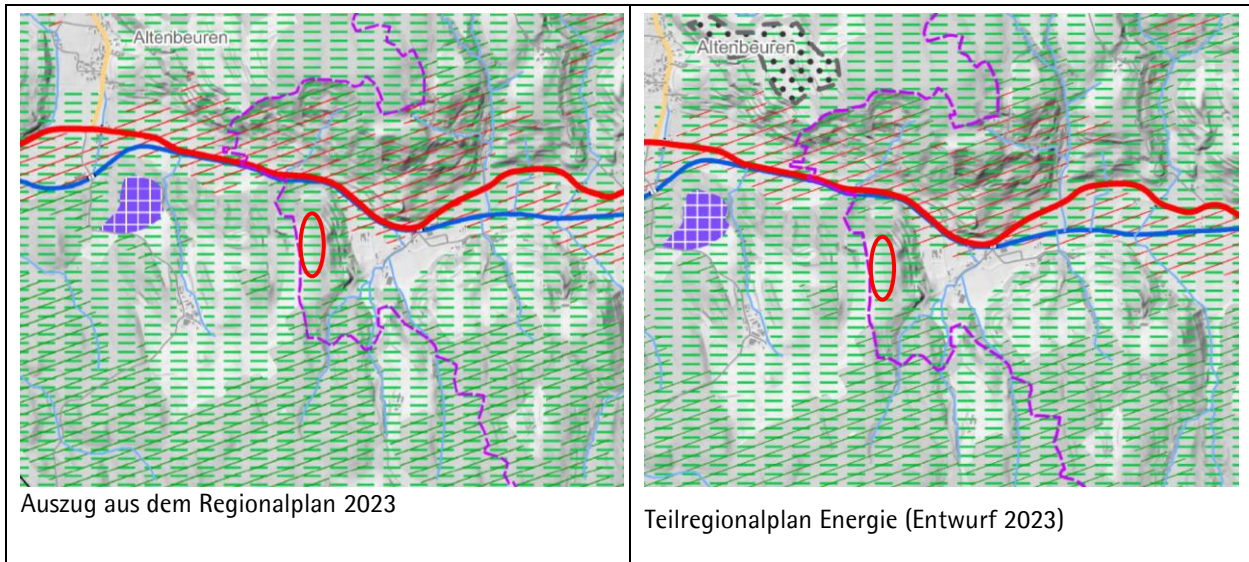 Altenbeuren
Auszug aus dem Regionalplan 2023
Altenbeuren
Teilregionalplan Energie (Entwurf 2023)